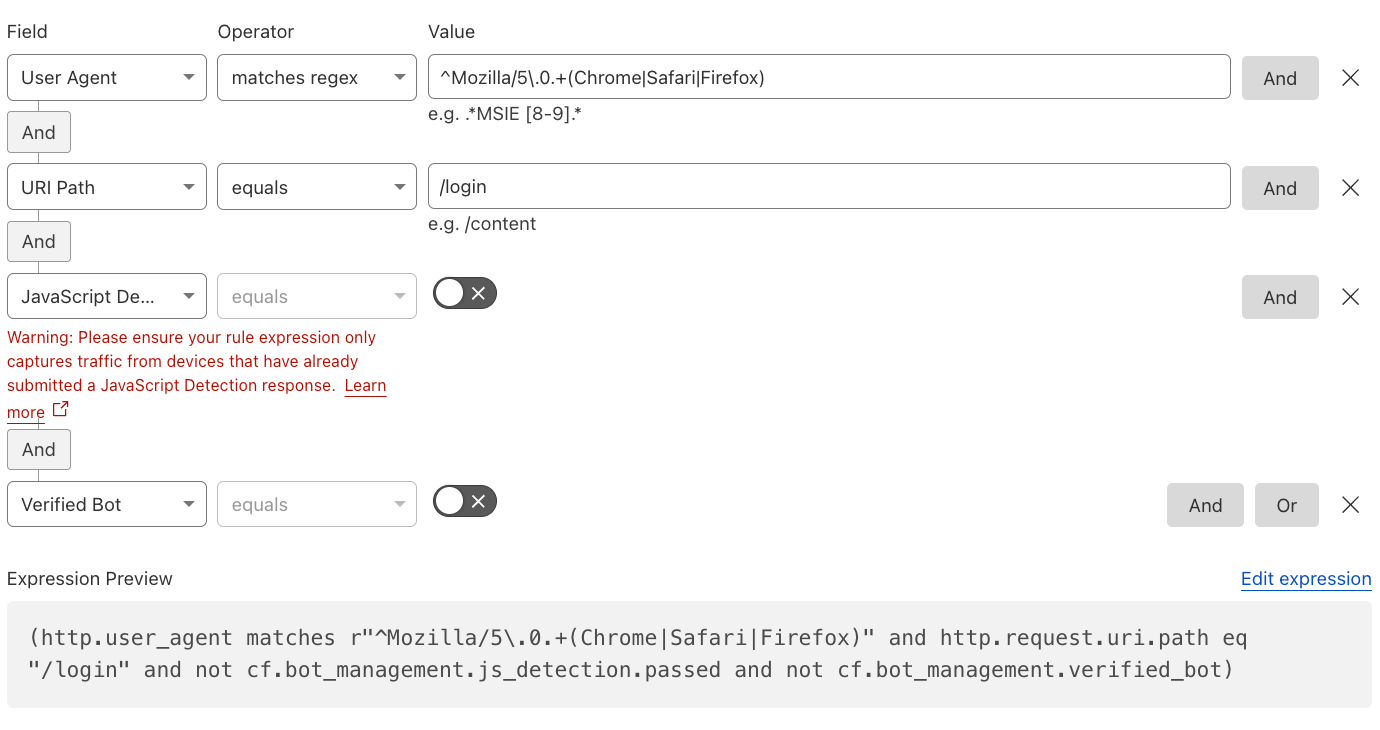 Field Operator Value
User Agent matches regex ^Mozilla/5\.0.+(Chrome|Safari|Firefox) And
e.g. .*MSIE [8-9].*
And
URI Path equals /login And
e.g. /content
And
JavaScript De... equals And
Warning: Please ensure your rule expression only
captures traffic from devices that have already
submitted a JavaScript Detection response. Learn
more
And
Verified Bot equals And Or
Expression Preview Edit expression
(http.user_agent matches r"^Mozilla/5\.0.+(Chrome|Safari|Firefox)" and http.request.uri.path eq
"/login" and not cf.bot_management.js_detection.passed and not cf.bot_management.verified_bot)